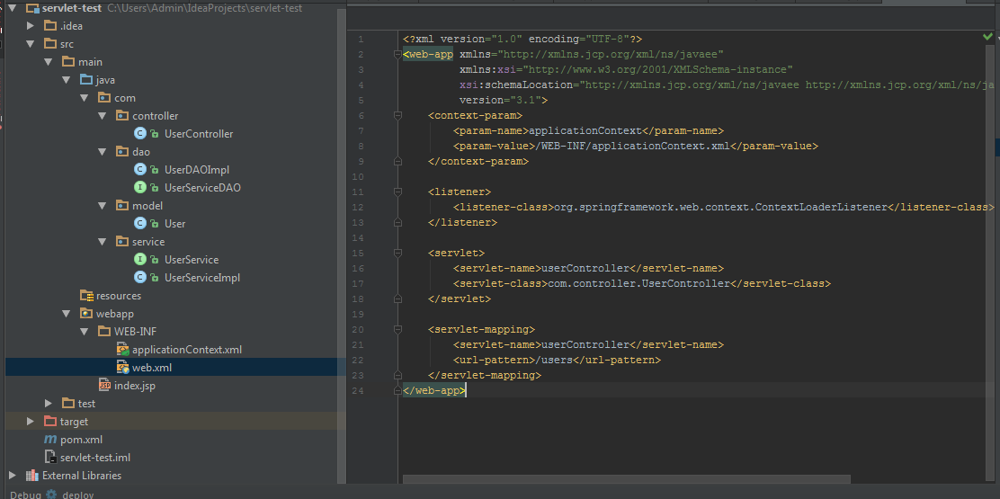 servlet-test C:\Users\Admin\IdeaProjects\servlet-test
.idea
src
main
java
com
controller
UserController
dao
UserDAOImpl
UserServiceDAO
model
User
service
UserService
UserServiceImpl
resources
webapp
WEB-INF
applicationContext.xml
web.xml
index.jsp
test
target
pom.xml
servlet-test.iml
External Libraries
Debug deploy
1 <?xml version="1.0" encoding="UTF-8"?>
2 <web-app xmlns="http://xmlns.jcp.org/xml/ns/javaee"
3 xmlns:xsi="http://www.w3.org/2001/XMLSchema-instance"
4 xsi:schemaLocation="http://xmlns.jcp.org/xml/ns/javaee http://xmlns.jcp.org/xml/ns/ja
5 version="3.1">
6 <context-param>
7 <param-name>applicationContext</param-name>
8 <param-value>/WEB-INF/applicationContext.xml</param-value>
9 </context-param>
10
11 <listener>
12 <listener-class>org.springframework.web.context.ContextLoaderListener</listener-class>
13 </listener>
14
15 <servlet>
16 <servlet-name>userController</servlet-name>
17 <servlet-class>com.controller.UserController</servlet-class>
18 </servlet>
19
20 <servlet-mapping>
21 <servlet-name>userController</servlet-name>
22 <url-pattern>/users</url-pattern>
23 </servlet-mapping>
24 </web-app>